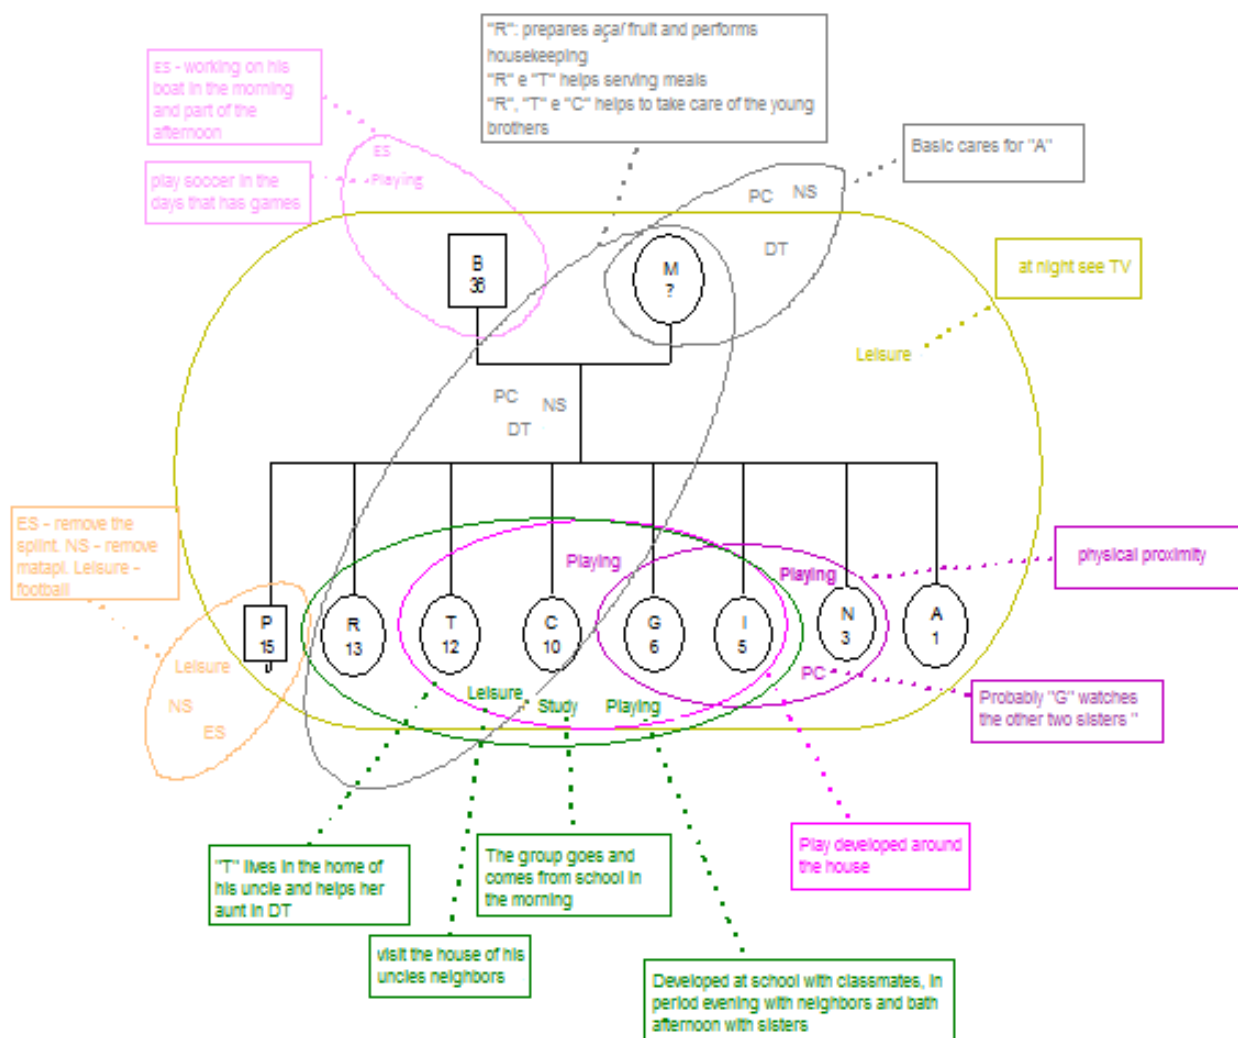 "R": prepares açaí fruit and performs
housekeeping
"R" e "T" helps serving meals
"R", "T" e "C" helps to take care of the young
brothers
ES - working on his
boat in the morning
and part of the
afternoon
play soccer in the
days that has games
ES
Playing
Basic cares for "A"
PC NS
DT
at night see TV
Leisure
B
36
M
?
PC NS
DT
ES - remove the
splint. NS - remove
matapi. Leisure -
football
Leisure
NS
ES
Playing
Playing
physical proximity
P
15
R
13
T
12
C
10
G
6
I
5
N
3
A
1
PC
Probably "G" watches
the other two sisters "
Leisure
Study
Playing
Play developed around
the house
"T" lives in the home of
his uncle and helps her
aunt in DT
The group goes and
comes from school in
the morning
visit the house of his
uncles neighbors
Developed at school with classmates, in
period evening with neighbors and bath
afternoon with sisters